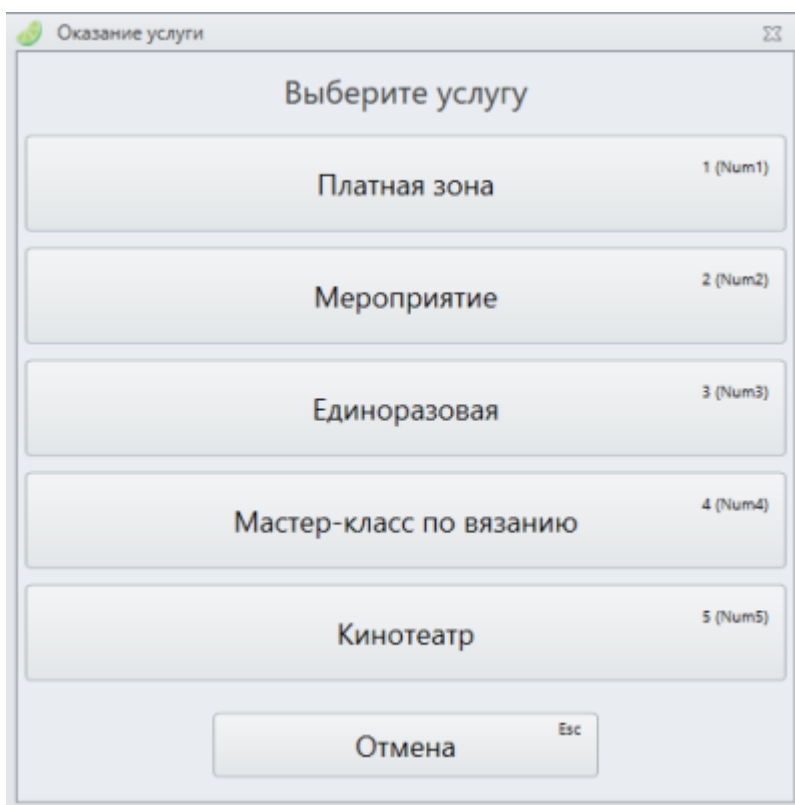 Оказание услуги
Выберите услугу
Платная зона
1 (Num1)
Мероприятие
2 (Num2)
Единоразовая
3 (Num3)
Мастер-класс по вязанию
4 (Num4)
Кинотеатр
5 (Num5)
Отмена
Esc